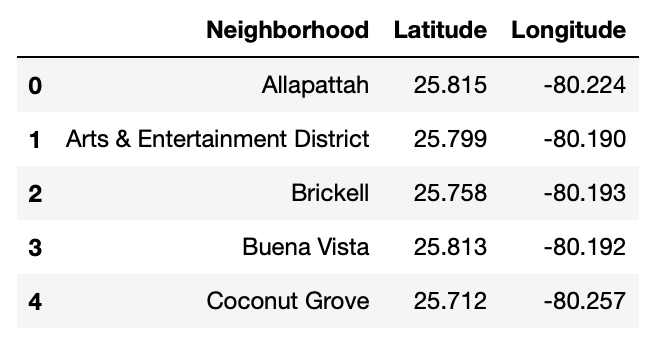 Neighborhood Latitude Longitude
0 Allapattah 25.815 -80.224
1 Arts & Entertainment District 25.799 -80.190
2 Brickell 25.758 -80.193
3 Buena Vista 25.813 -80.192
4 Coconut Grove 25.712 -80.257